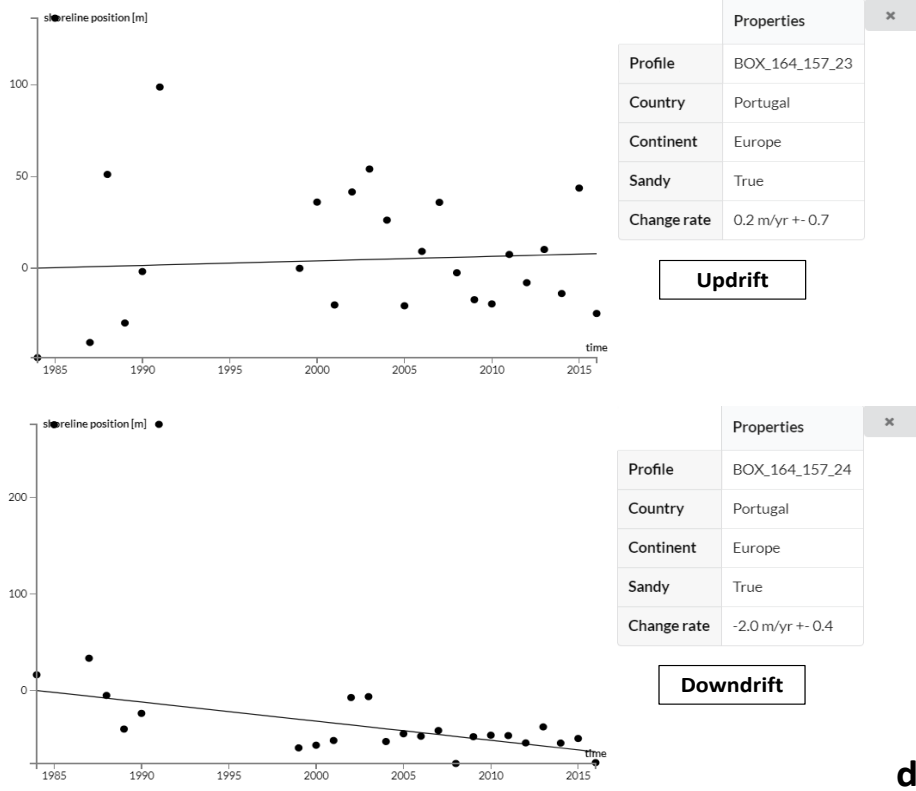 shoreline position [m]
100
50
0
time
1985 1990 1995 2000 2005 2010 2015
Properties
×
Profile BOX_164_157_23
Country Portugal
Continent Europe
Sandy True
Change rate 0.2 m/yr +- 0.7
Updrift
shoreline position [m]
200
100
0
time
1985 1990 1995 2000 2005 2010 2015
Properties
×
Profile BOX_164_157_24
Country Portugal
Continent Europe
Sandy True
Change rate -2.0 m/yr +- 0.4
Downdrift
d